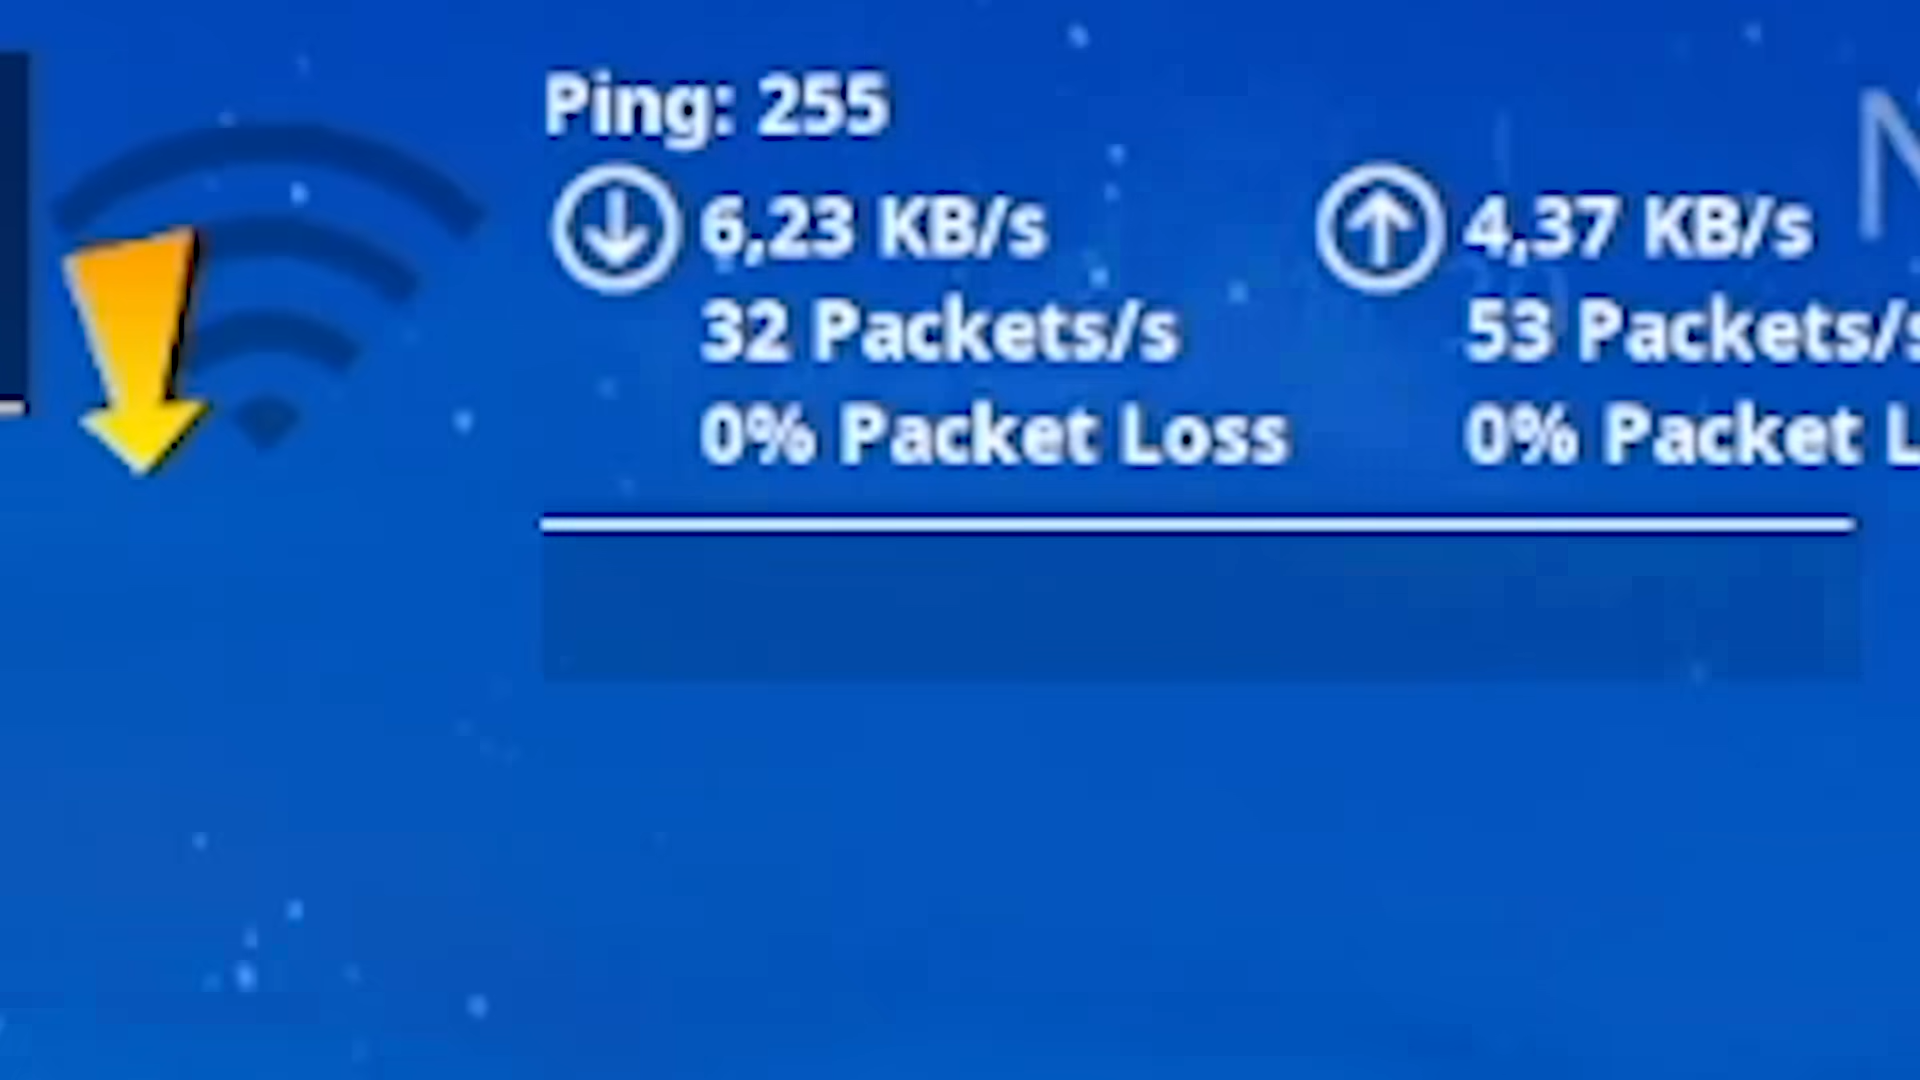 Ping: 255
6,23 KB/s
32 Packets/s
0% Packet Loss
4,37 KB/s
53 Packets/s
0% Packet L
N